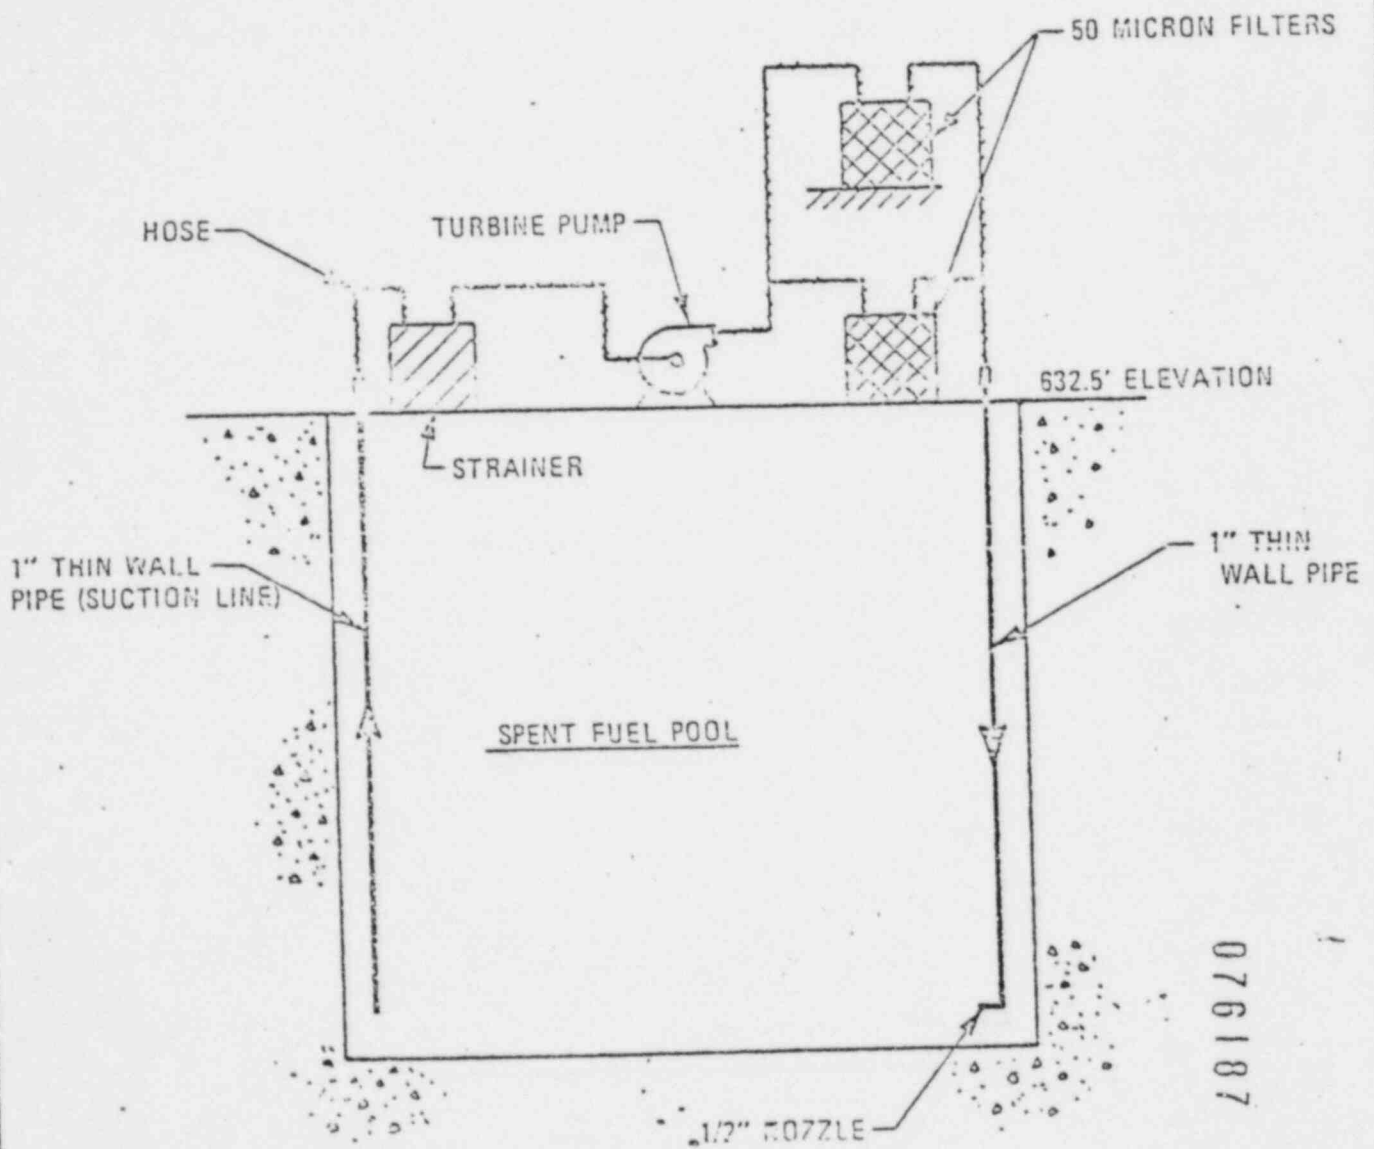 50 MICRON FILTERS
HOSE
TURBINE PUMP
632.5' ELEVATION
STRAINER
1" THIN WALL
PIPE (SUCTION LINE)
1" THIN
WALL PIPE
SPENT FUEL POOL
076187
1/2" NOZZLE